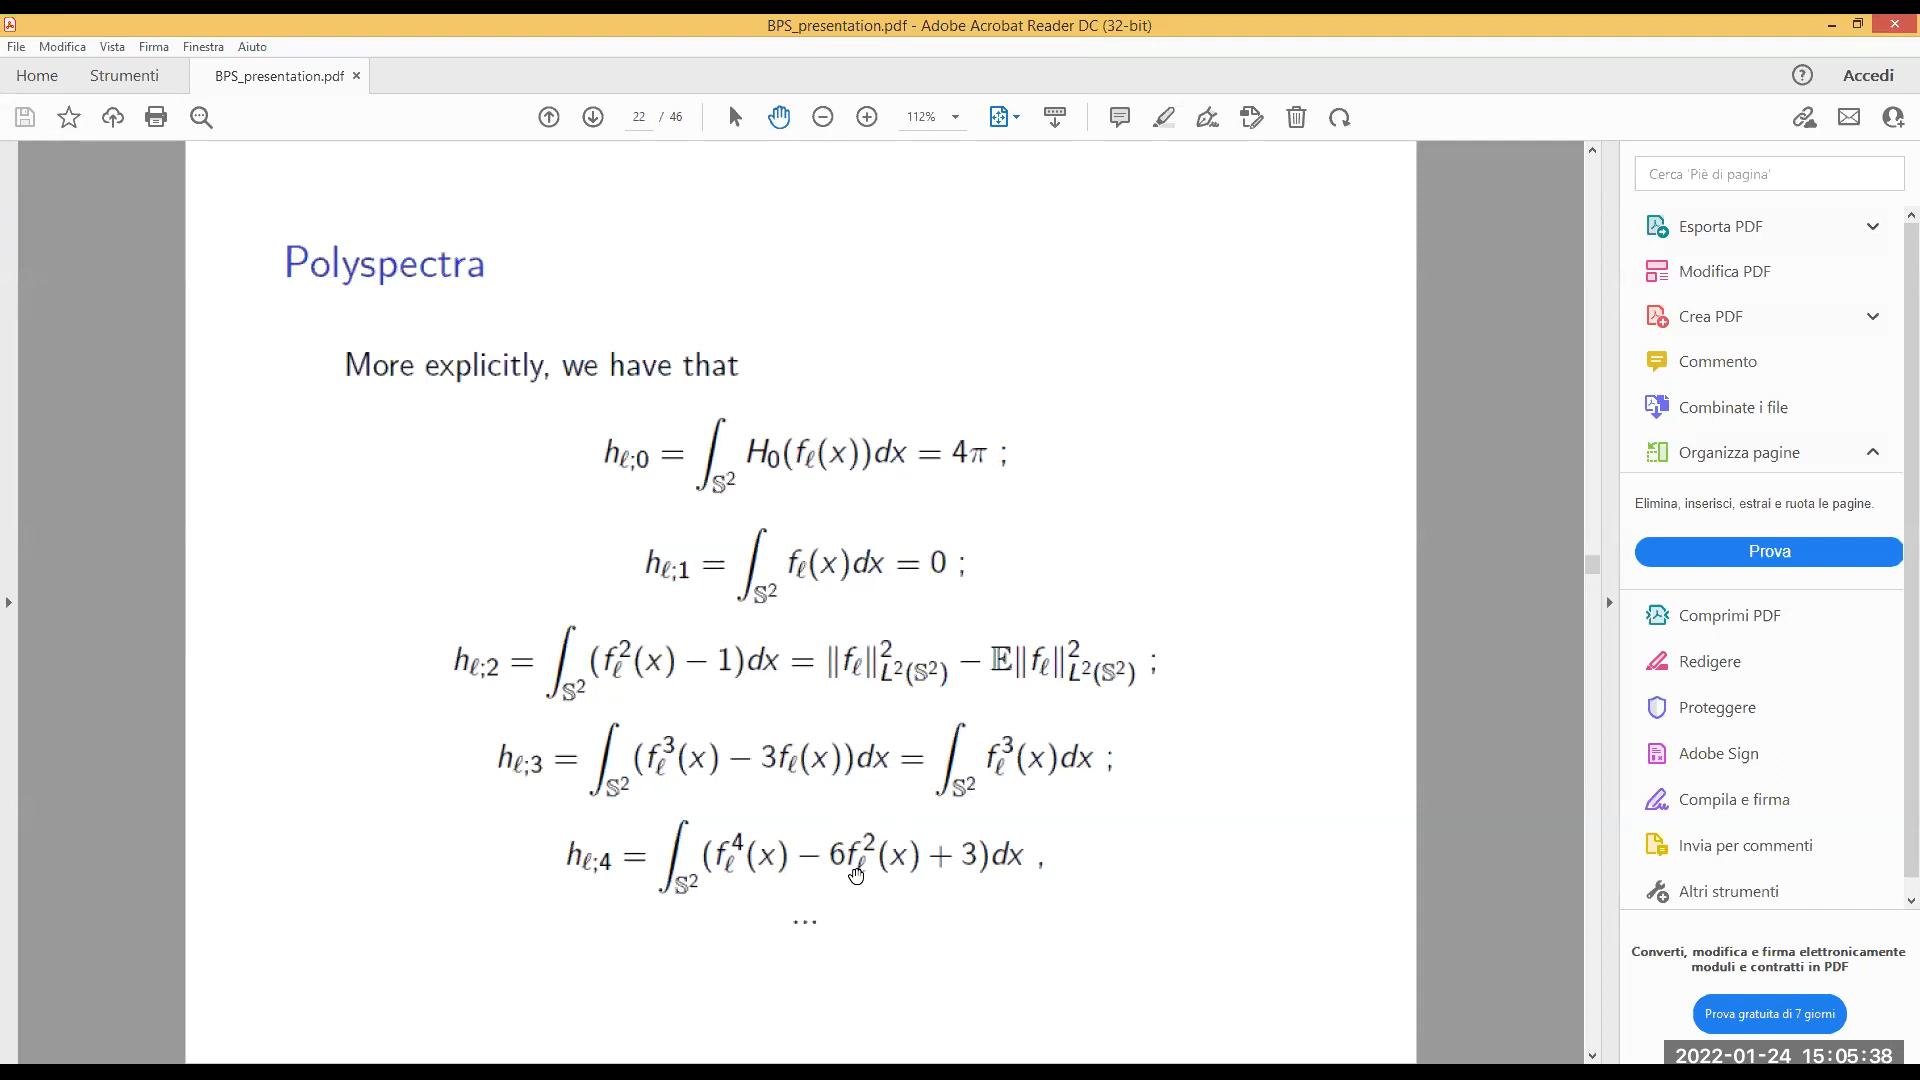 BPS_presentation.pdf - Adobe Acrobat Reader DC (32-bit)
File Modifica Vista Firma Finestra Aiuto
Home Strumenti BPS_presentation.pdf × Accedi
22 / 46 112%
Polyspectra
More explicitly, we have that
h_{ℓ;0} = ∫_{𝕊²} H₀(f_ℓ(x))dx = 4π ;
h_{ℓ;1} = ∫_{𝕊²} f_ℓ(x)dx = 0 ;
h_{ℓ;2} = ∫_{𝕊²} (f_ℓ²(x) − 1)dx = ‖f_ℓ‖²_{L²(𝕊²)} − 𝔼‖f_ℓ‖²_{L²(𝕊²)} ;
h_{ℓ;3} = ∫_{𝕊²} (f_ℓ³(x) − 3f_ℓ(x))dx = ∫_{𝕊²} f_ℓ³(x)dx ;
h_{ℓ;4} = ∫_{𝕊²} (f_ℓ⁴(x) − 6f_ℓ²(x) + 3)dx ,
...
Cerca 'Piè di pagina'
Esporta PDF
Modifica PDF
Crea PDF
Commento
Combinate i file
Organizza pagine
Elimina, inserisci, estrai e ruota le pagine.
Prova
Comprimi PDF
Redigere
Proteggere
Adobe Sign
Compila e firma
Invia per commenti
Altri strumenti
Converti, modifica e firma elettronicamente
moduli e contratti in PDF
Prova gratuita di 7 giorni
2022-01-24 15:05:38